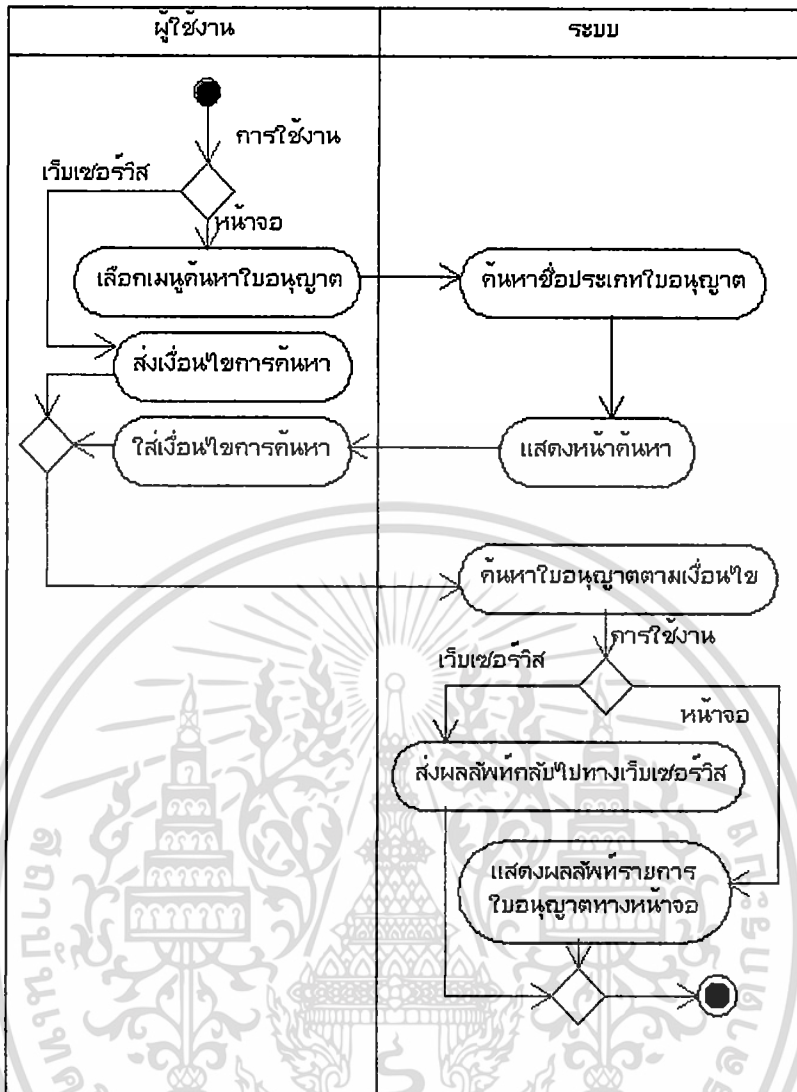 ผู้ใช้งาน
ระบบ
การใช้งาน
เว็บเซอร์วิส
หน้าจอ
เลือกเมนูค้นหาใบอนุญาต
ค้นหาชื่อประเภทใบอนุญาต
ส่งเงื่อนไขการค้นหา
ใส่เงื่อนไขการค้นหา
แสดงหน้าค้นหา
ค้นหาใบอนุญาตตามเงื่อนไข
การใช้งาน
เว็บเซอร์วิส
หน้าจอ
ส่งผลลัพท์กลับไปทางเว็บเซอร์วิส
แสดงผลลัพท์รายการ
ใบอนุญาตทางหน้าจอ